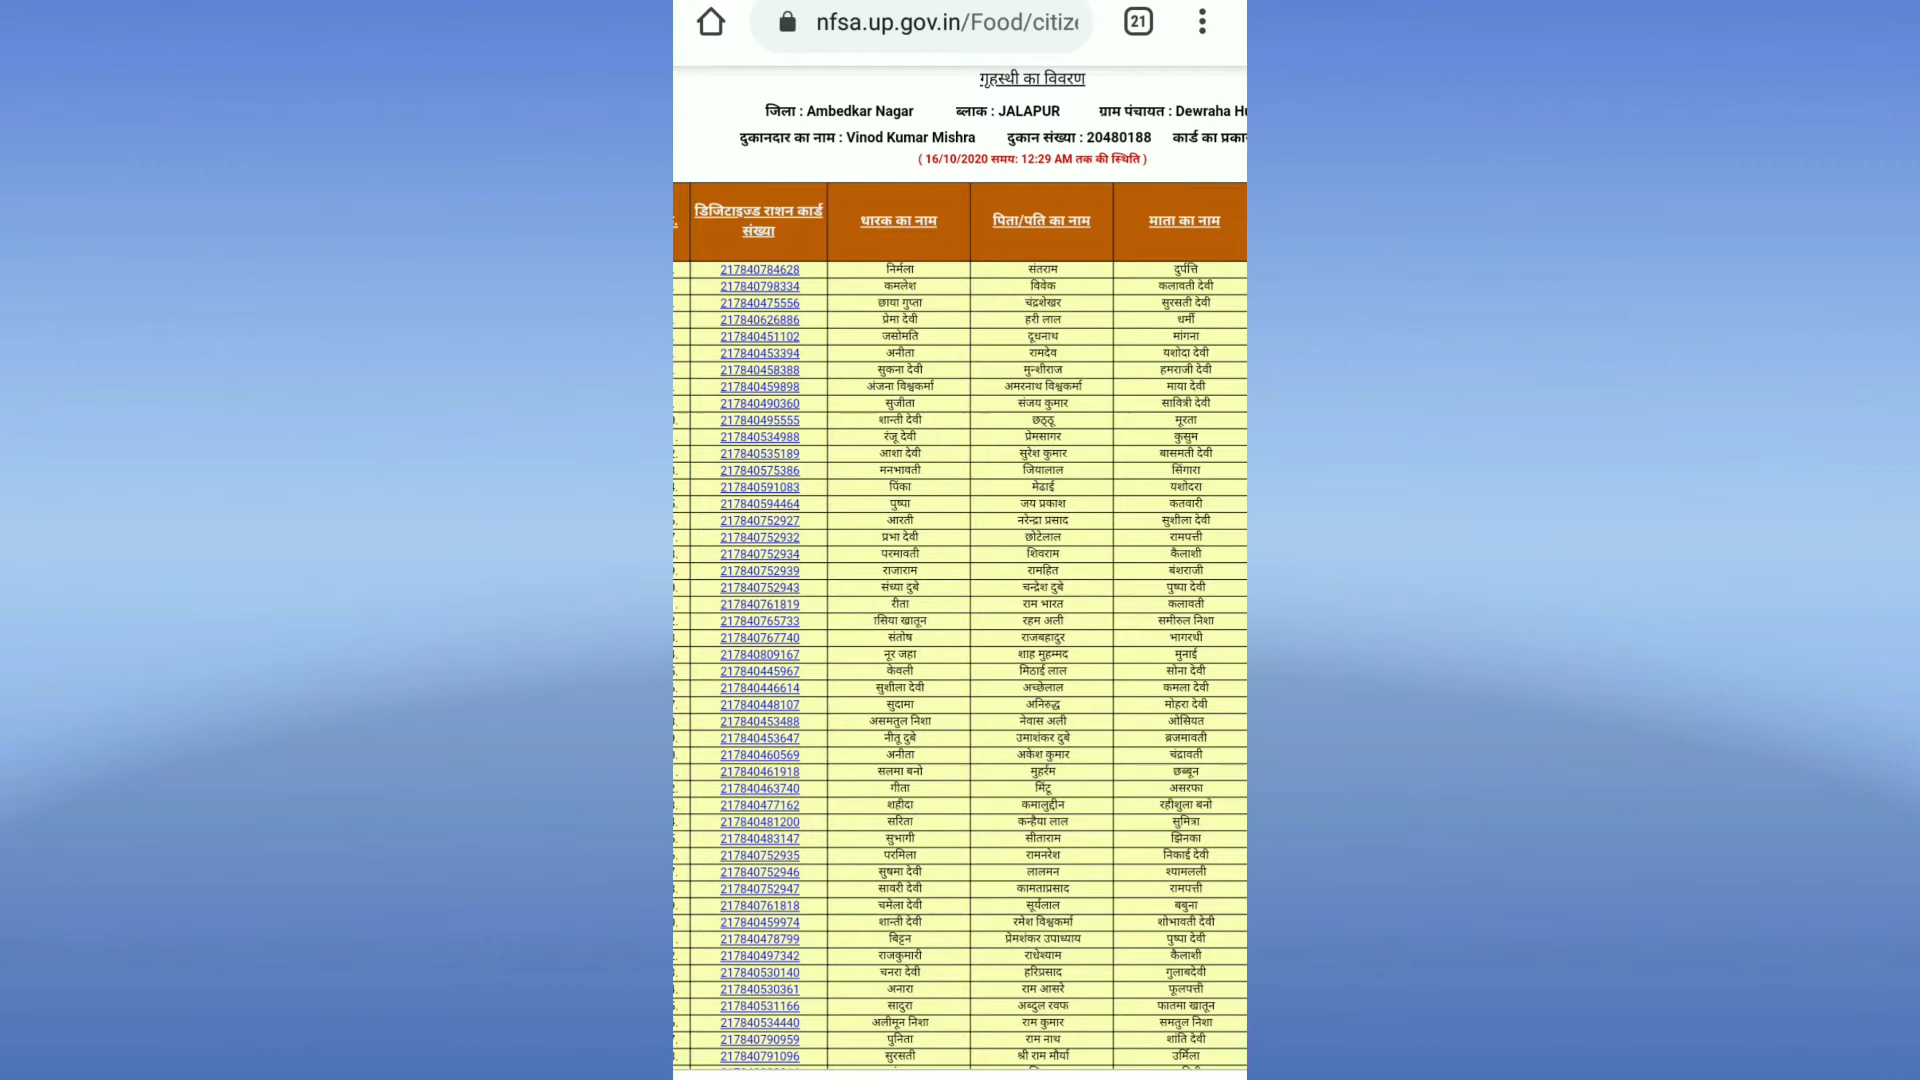 nfsa.up.gov.in/Food/citize
21
गृहस्थी का विवरण
जिला : Ambedkar Nagar ब्लाक : JALAPUR ग्राम पंचायत : Dewraha
दुकानदार का नाम : Vinod Kumar Mishra दुकान संख्या : 20480188 कार्ड का
( 16/10/2020 समय: 12:29 AM तक की स्थिति )
डिजिटाइज्ड राशन कार्ड संख्या धारक का नाम पिता/पति का नाम माता का नाम
217840784628 निर्मला संतराम दुर्पत्ति
217840798334 कमलेश विवेक कलावती देवी
217840475556 छाया गुप्ता चंद्रशेखर सुरसती देवी
217840626886 प्रेमा देवी हरी लाल धर्मी
217840451102 जसोमति दूधनाथ मांगना
217840453394 अनीता रामदेव यशोदा देवी
217840458388 सुकना देवी मुन्शीराज हमराजी देवी
217840459898 अंजना विश्वकर्मा अमरनाथ विश्वकर्मा माया देवी
217840490360 सुजीता संजय कुमार सावित्री देवी
217840495555 शान्ती देवी छठ्ठू मूरता
217840534988 रंजू देवी प्रेमसागर कुसुम
217840535189 आशा देवी सुरेश कुमार बासमती देवी
217840575386 मनभावती जियालाल सिंगारा
217840591083 पिंका मेढाई यशोदरा
217840594464 पुष्पा जय प्रकाश कतवारी
217840752927 आरती नरेन्द्रा प्रसाद सुशीला देवी
217840752932 प्रभा देवी छोटेलाल रामपत्ती
217840752934 परमावती शिवराम कैलाशी
217840752939 राजाराम रामहित बंशराजी
217840752943 संध्या दुबे चन्द्रेश दुबे पुष्पा देवी
217840761819 रीता राम भारत कलावती
217840765733 ासिया खातून रहम अली समीरुल निशा
217840767740 संतोष राजबहादुर भागरथी
217840809167 नूर जहा शाह मुहम्मद मुनाई
217840445967 केवली मिठाई लाल सोना देवी
217840446614 सुशीला देवी अच्छेलाल कमला देवी
217840448107 सुदामा अनिरुद्ध मोहरा देवी
217840453488 असमतुल निशा नेवास अली ओसियत
217840453647 नीतू दुबे उमाशंकर दुबे ब्रजमावती
217840460569 अनीता अकेश कुमार चंद्रावती
217840461918 सलमा बनो मुहर्रम छब्बून
217840463740 गीता मिंटू असरफा
217840477162 शहीदा कमालुद्दीन रहीशुला बनो
217840481200 सरिता कन्हैया लाल सुमित्रा
217840483147 सुभागी सीताराम झिनका
217840752935 परमिला रामनरेश निकाई देवी
217840752946 सुषमा देवी लालमन श्यामलली
217840752947 सावरी देवी कामताप्रसाद रामपत्ती
217840761818 चमेला देवी सूर्यलाल बबुना
217840459974 शान्ती देवी रमेश विश्वकर्मा शोभावती देवी
217840478799 बिट्टन प्रेमशंकर उपाध्याय पुष्पा देवी
217840497342 राजकुमारी राधेश्याम कैलाशी
217840530140 चनरा देवी हरिप्रसाद गुलाबदेवी
217840530361 अनारा राम आसरे फूलपत्ती
217840531166 सादुरा अब्दुल रवफ फातमा खातून
217840534440 अलीमून निशा राम कुमार समतुल निशा
217840790959 पुनिता राम नाथ शांति देवी
217840791096 सुरसती श्री राम मौर्या उर्मिला